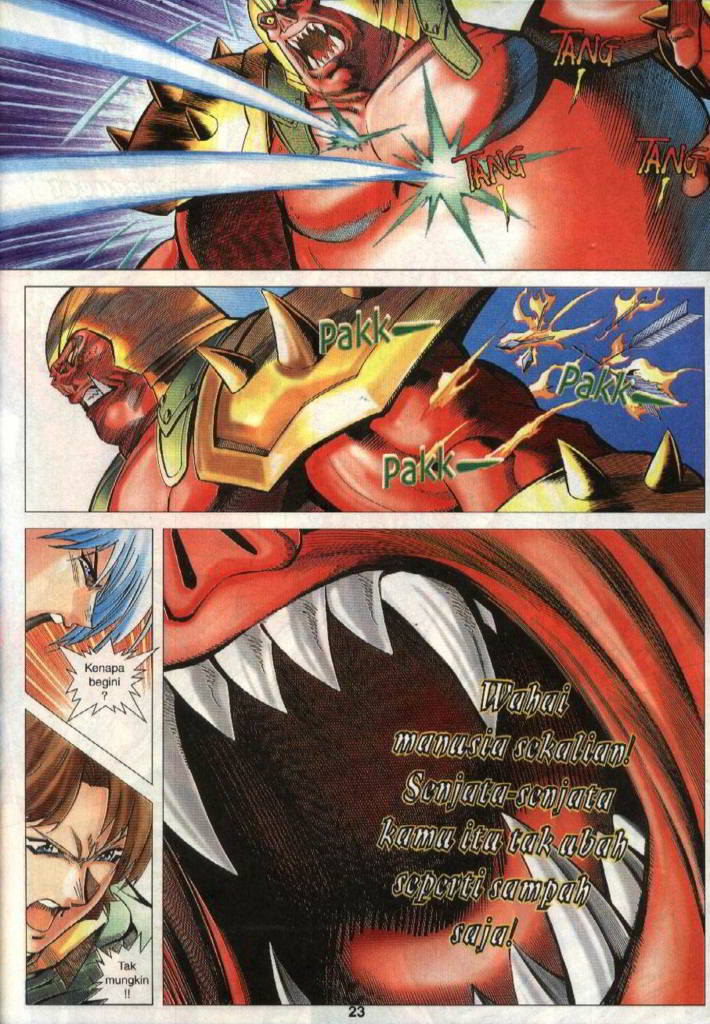 TANG
TANG
TANG
Pakk
Pakk
Pakk
Kenapa
begini
?
Tak
mungkin
!!
Wahai
manusia sekalian!
Senjata-senjata
kamu itu tak ubah
seperti sampah
saja!
23